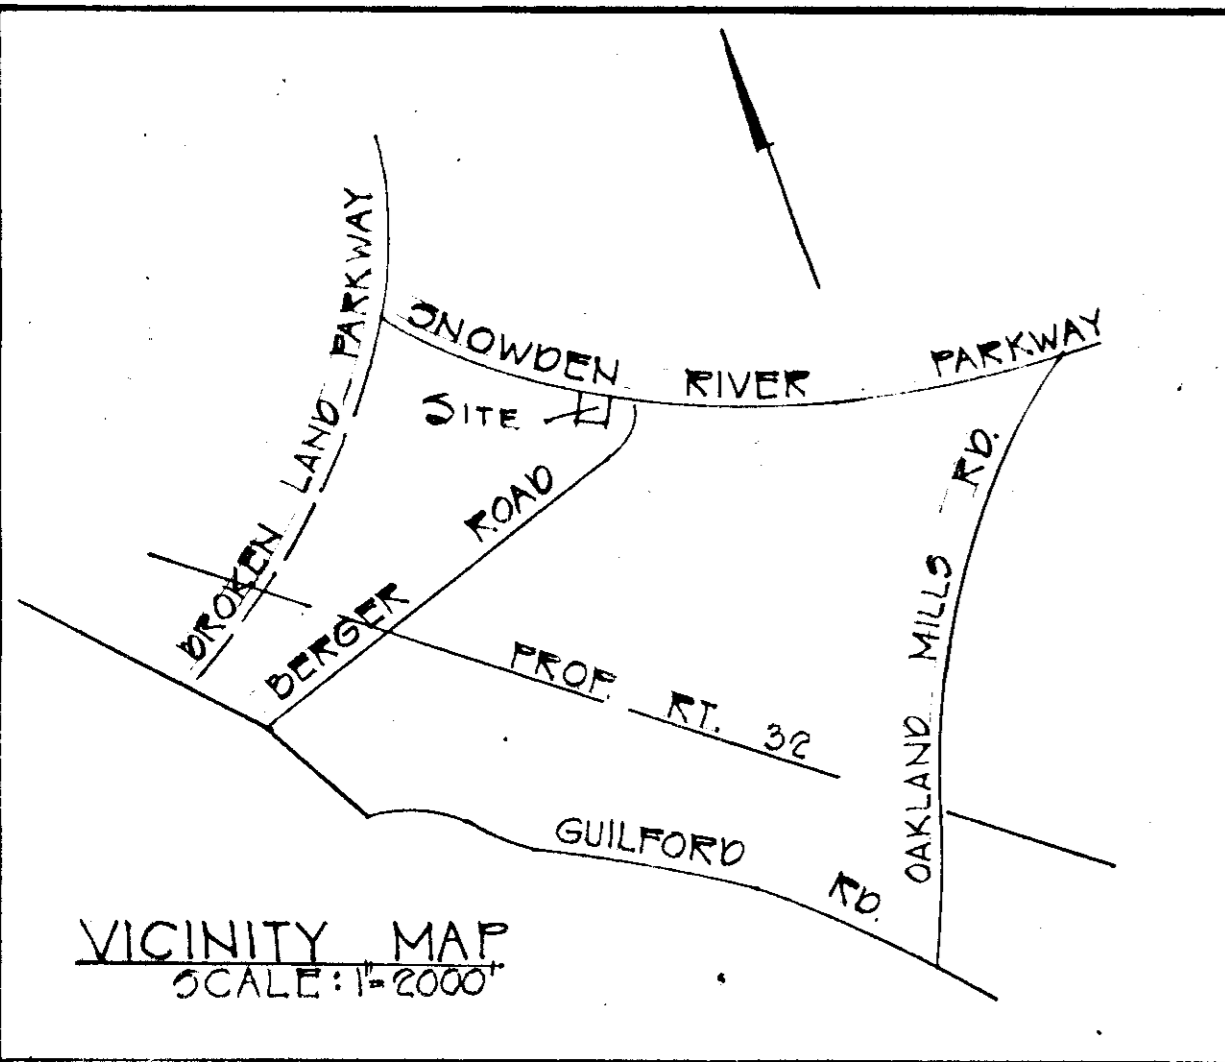 BROKEN LAND PARKWAY
SNOWDEN RIVER PARKWAY
SITE
BERGER ROAD
OAKLAND MILLS RD.
PROP. RT. 32
GUILFORD RD.
VICINITY MAP
SCALE: 1"=2000'